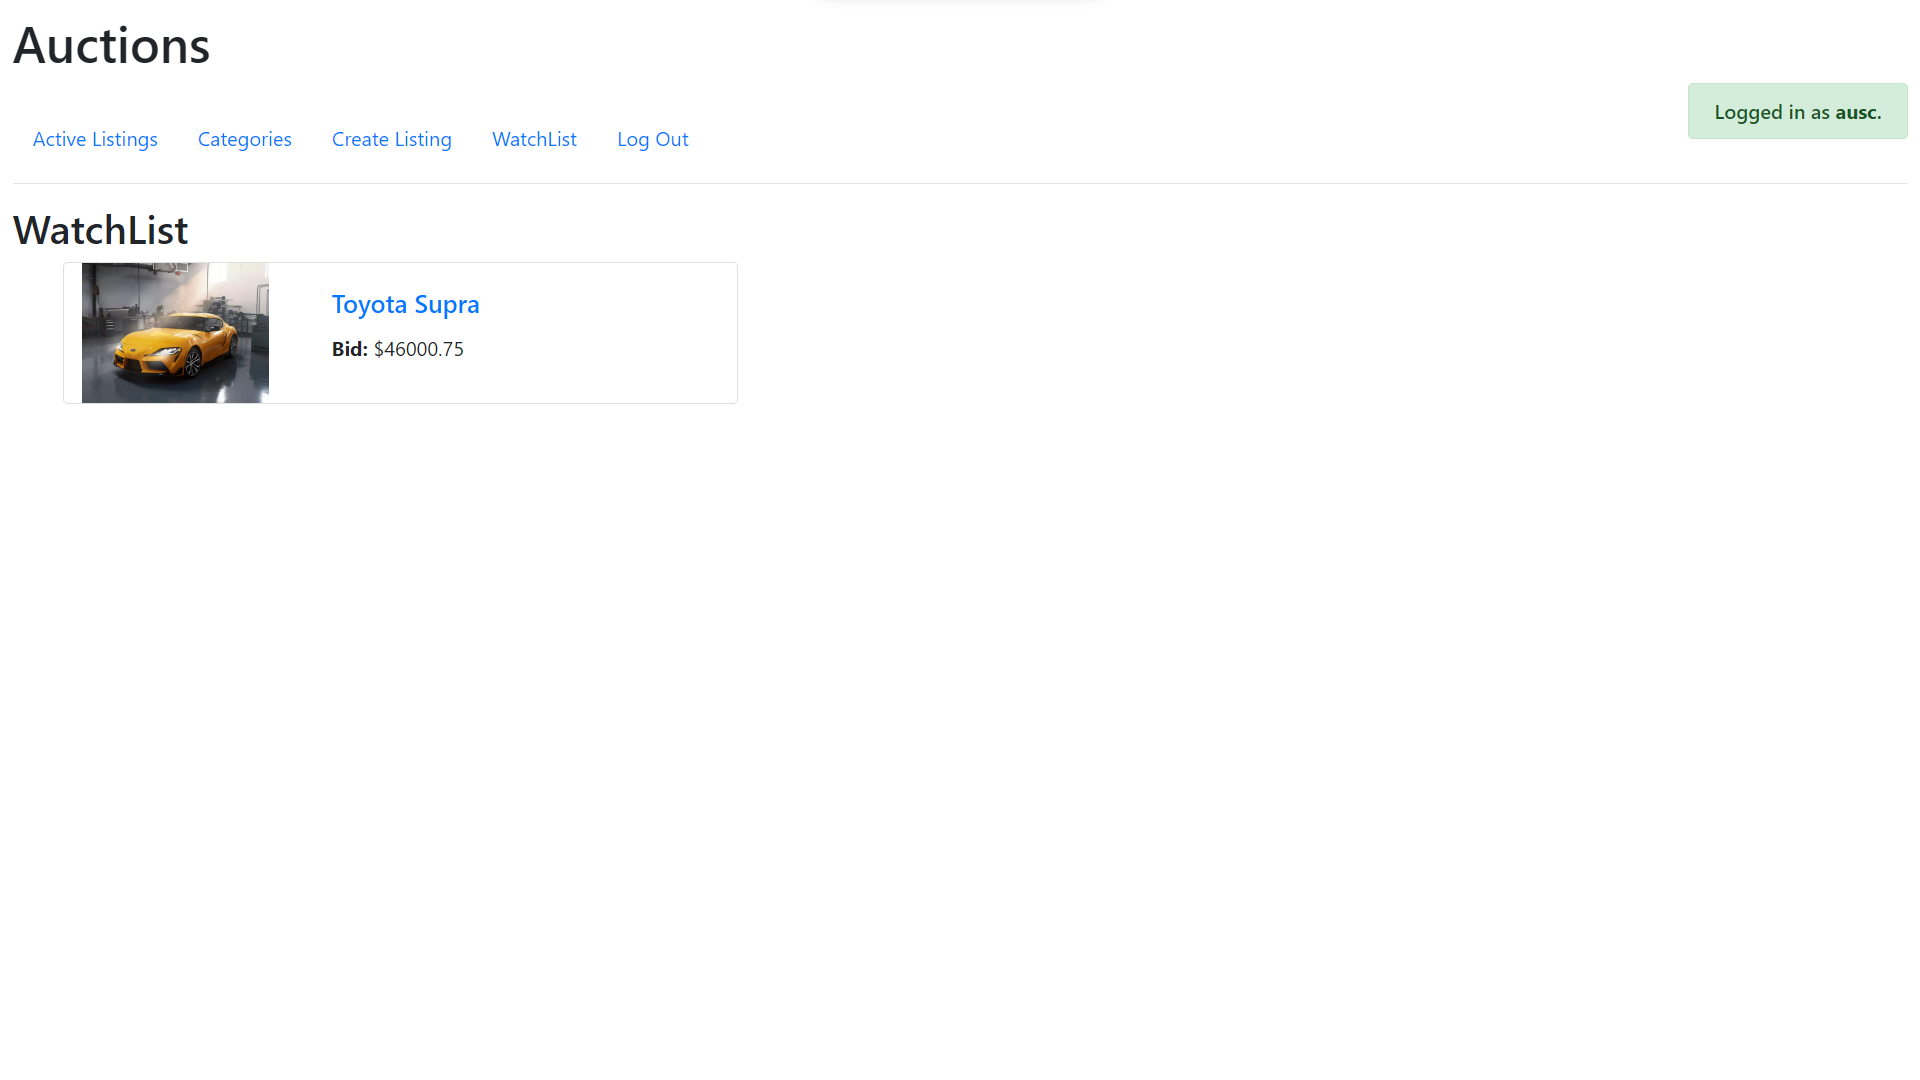 Auctions
Logged in as ausc.
Active Listings Categories Create Listing WatchList Log Out
WatchList
Toyota Supra
Bid: $46000.75